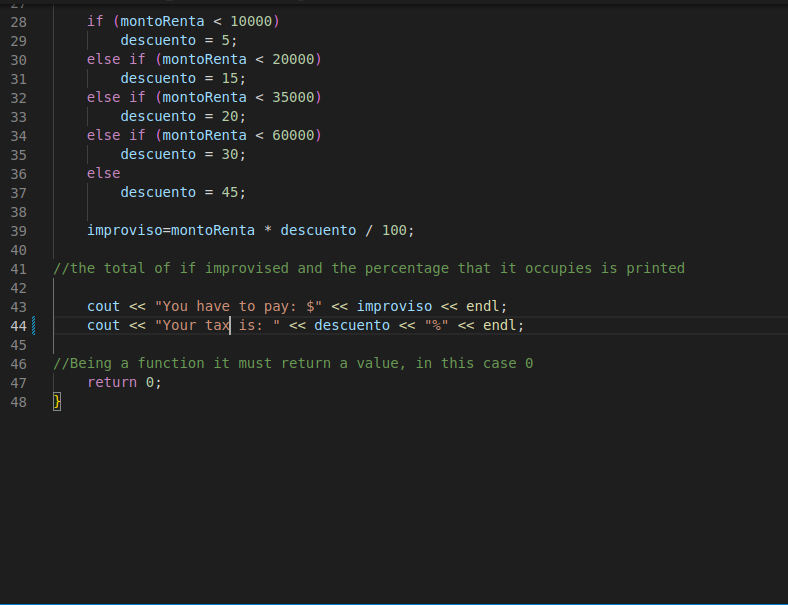 27
28 if (montoRenta < 10000)
29 descuento = 5;
30 else if (montoRenta < 20000)
31 descuento = 15;
32 else if (montoRenta < 35000)
33 descuento = 20;
34 else if (montoRenta < 60000)
35 descuento = 30;
36 else
37 descuento = 45;
38
39 improviso=montoRenta * descuento / 100;
40
41 //the total of if improvised and the percentage that it occupies is printed
42
43 cout << "You have to pay: $" << improviso << endl;
44 cout << "Your tax is: " << descuento << "%" << endl;
45
46 //Being a function it must return a value, in this case 0
47 return 0;
48 }